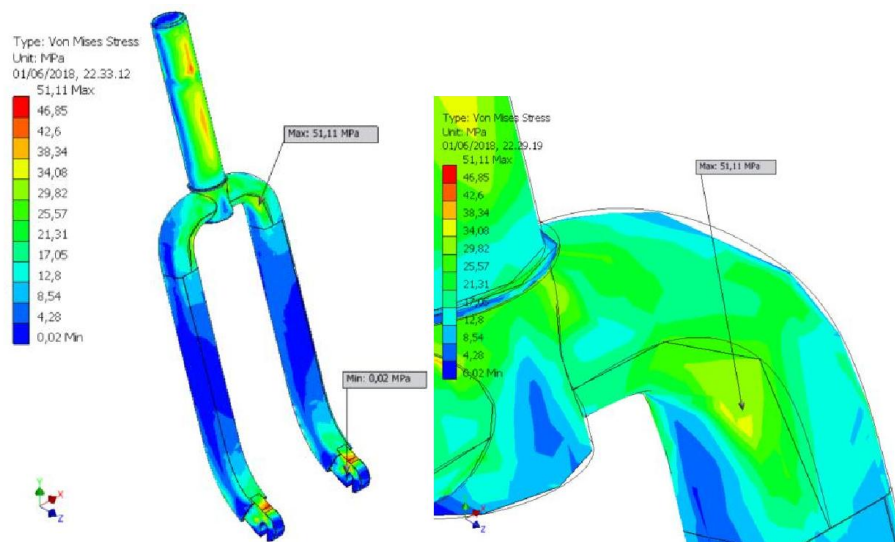 Type: Von Mises Stress
Unit: MPa
01/06/2018, 22.33.12
51,11 Max
46,85
42,6
38,34
34,08
29,82
25,57
21,31
17,05
12,8
8,54
4,28
0,02 Min
Max: 51,11 MPa
Min: 0,02 MPa
Y
X
Z
Type: Von Mises Stress
Unit: MPa
01/06/2018, 22.29.19
51,11 Max
46,85
42,6
38,34
34,08
29,82
25,57
21,31
17,05
12,8
8,54
4,28
0,02 Min
Max: 51,11 MPa
X
Z